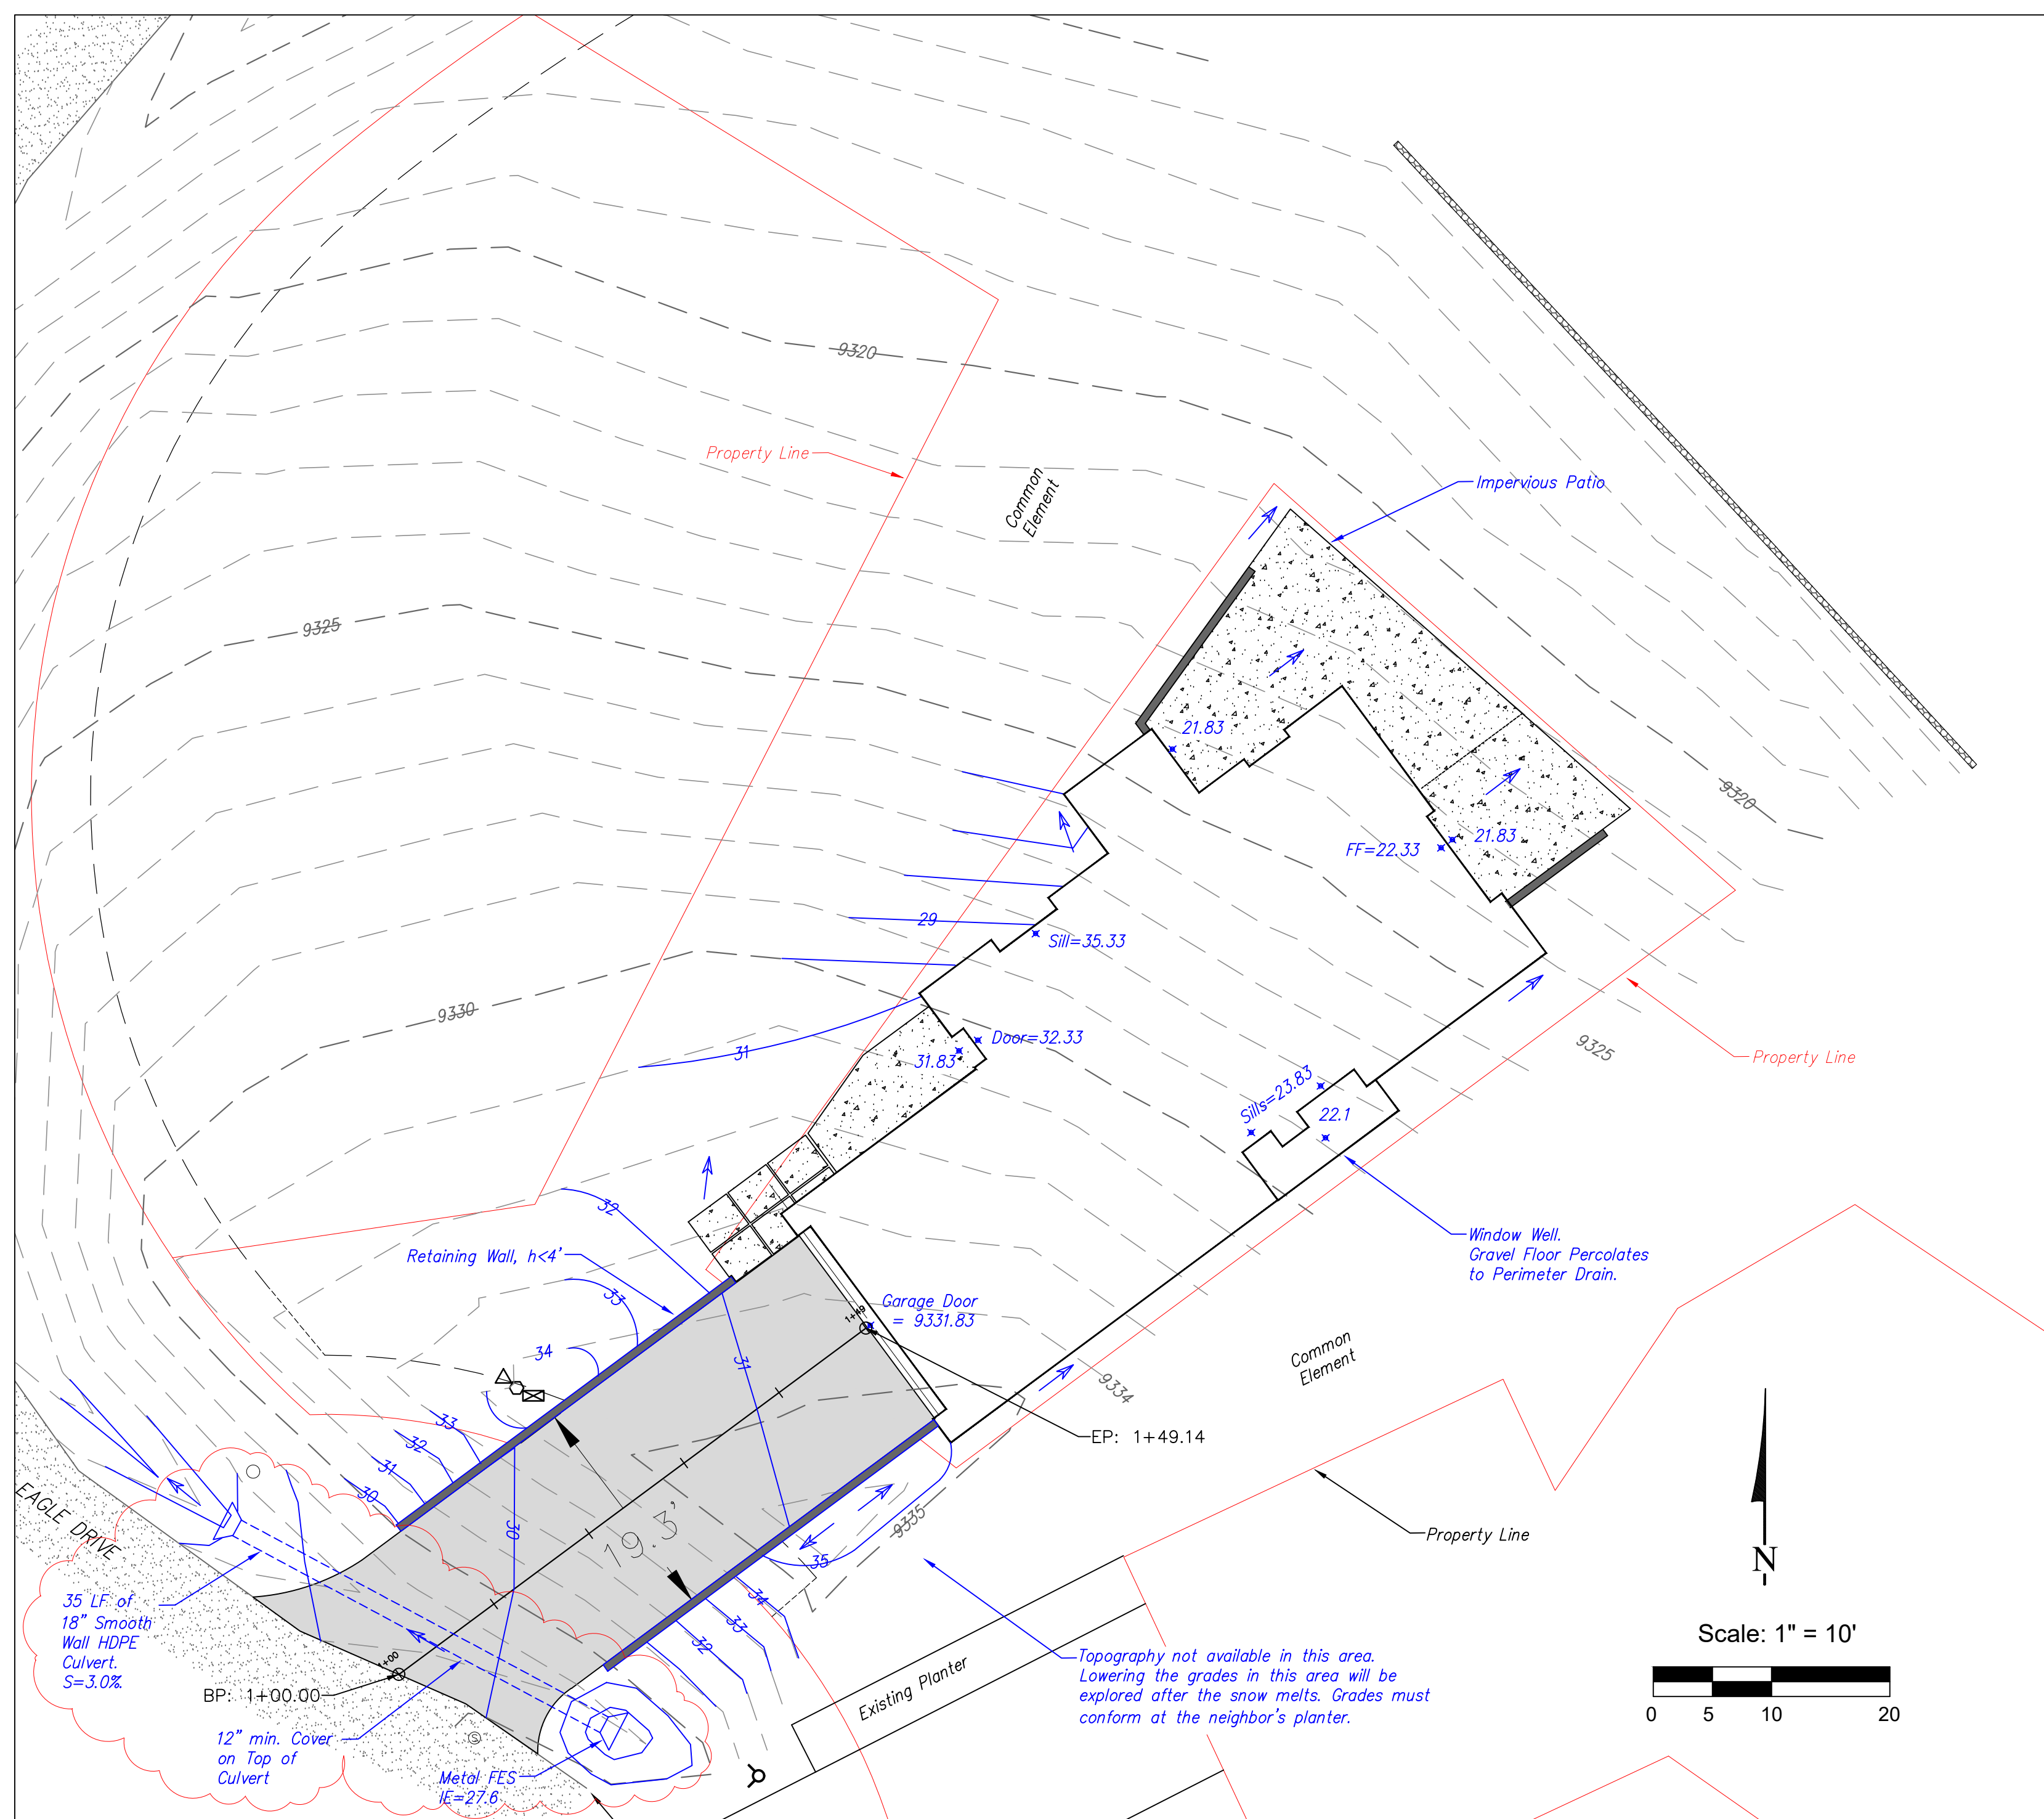 9320
Property Line
Common
Element
Impervious Patio
9325
21.83
9320
21.83
FF=22.33
29
Sill=35.33
9330
31
Door=32.33
31.83
9325
Property Line
Sills=23.83
22.1
32
Retaining Wall, h<4'
33
34
Window Well.
Gravel Floor Percolates
to Perimeter Drain.
Garage Door
= 9331.83
1+49
31
Common
Element
9334
33
32
31
30
EP: 1+49.14
EAGLE DRIVE
30
19.3'
9335
35
Property Line
N
35 LF of
18" Smooth
Wall HDPE
Culvert.
S=3.0%.
34
33
32
1+00
BP: 1+00.00
Existing Planter
Topography not available in this area.
Lowering the grades in this area will be
explored after the snow melts. Grades must
conform at the neighbor's planter.
Scale: 1" = 10'
0 5 10 20
12" min. Cover
on Top of
Culvert
S
Metal FES
IE=27.6